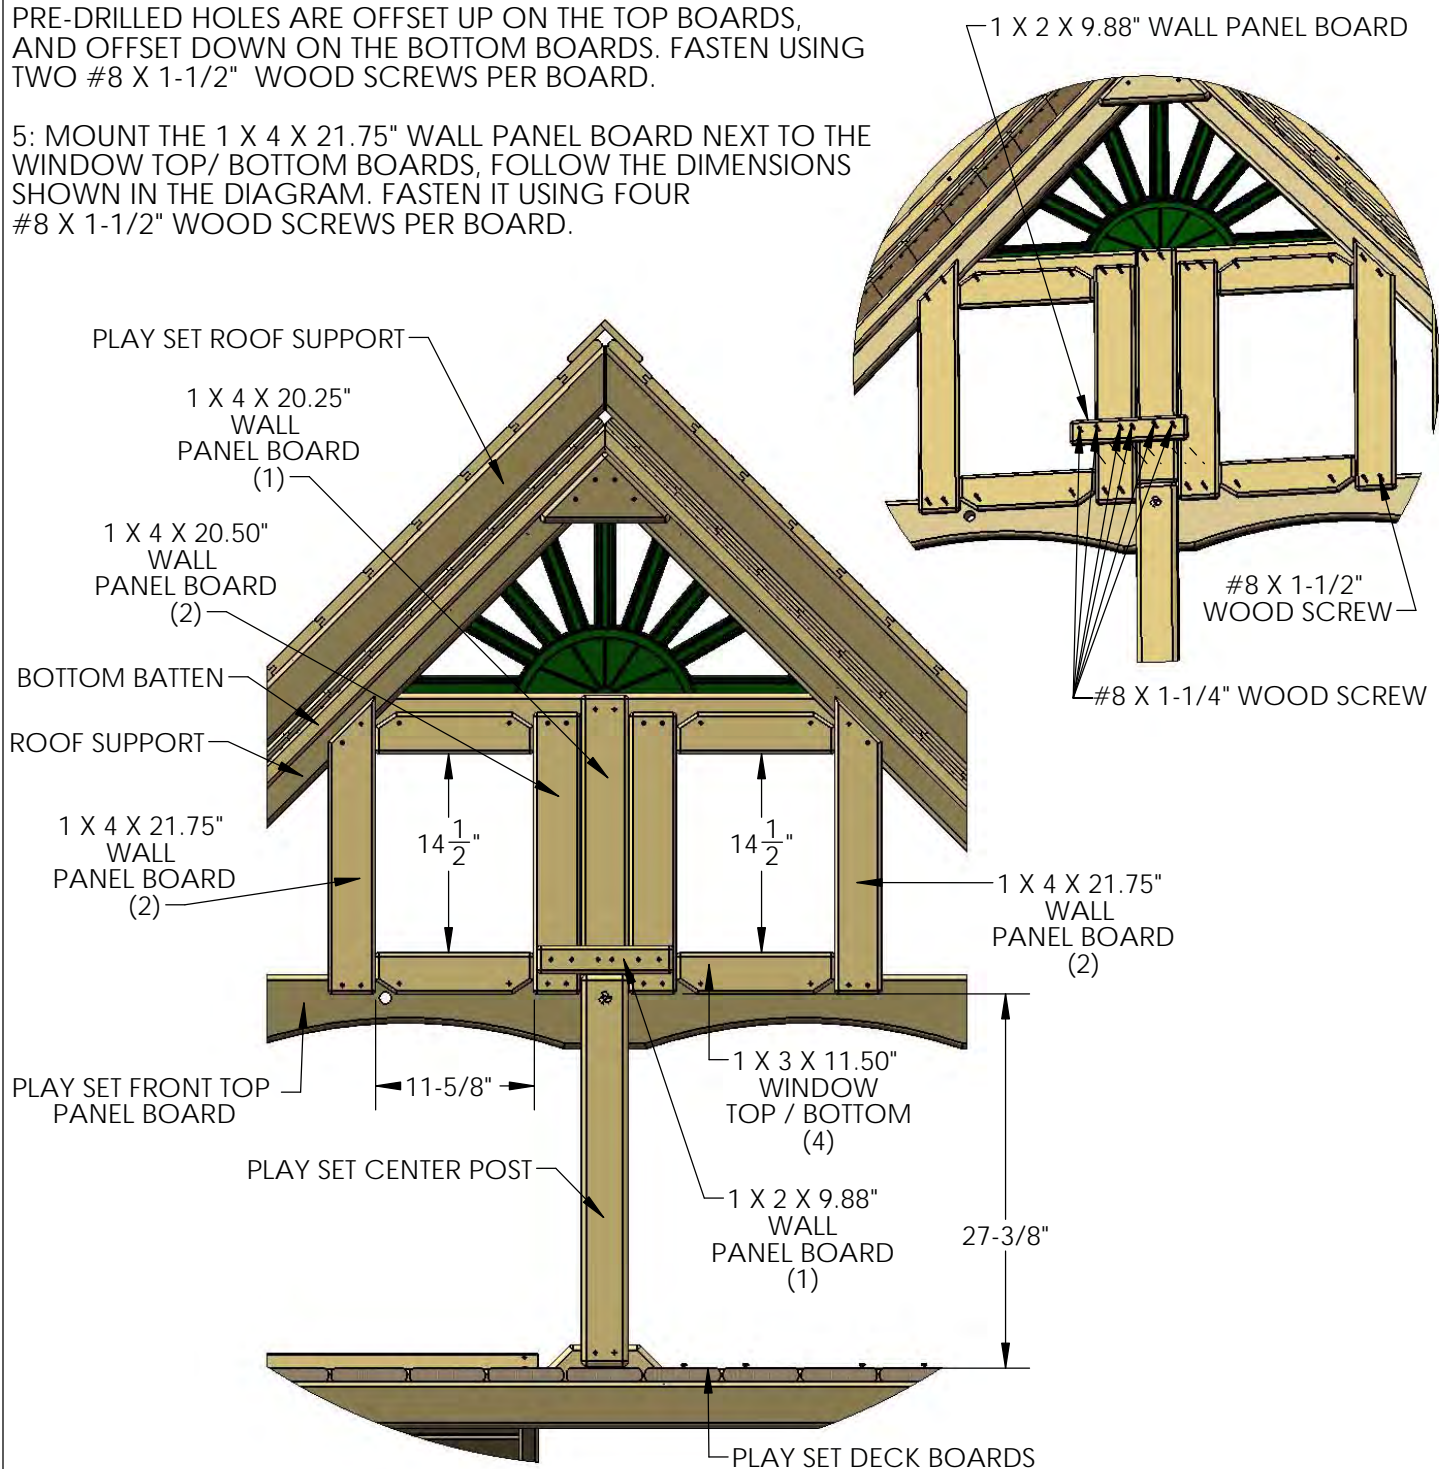 PRE-DRILLED HOLES ARE OFFSET UP ON THE TOP BOARDS,
AND OFFSET DOWN ON THE BOTTOM BOARDS. FASTEN USING
TWO #8 X 1-1/2" WOOD SCREWS PER BOARD.
5: MOUNT THE 1 X 4 X 21.75" WALL PANEL BOARD NEXT TO THE
WINDOW TOP/ BOTTOM BOARDS, FOLLOW THE DIMENSIONS
SHOWN IN THE DIAGRAM. FASTEN IT USING FOUR
#8 X 1-1/2" WOOD SCREWS PER BOARD.
1 X 2 X 9.88" WALL PANEL BOARD
#8 X 1-1/2"
WOOD SCREW
#8 X 1-1/4" WOOD SCREW
PLAY SET ROOF SUPPORT
1 X 4 X 20.25"
WALL
PANEL BOARD
(1)
1 X 4 X 20.50"
WALL
PANEL BOARD
(2)
BOTTOM BATTEN
ROOF SUPPORT
1 X 4 X 21.75"
WALL
PANEL BOARD
(2)
14 1/2"
14 1/2"
1 X 4 X 21.75"
WALL
PANEL BOARD
(2)
PLAY SET FRONT TOP
PANEL BOARD
11-5/8"
1 X 3 X 11.50"
WINDOW
TOP / BOTTOM
(4)
PLAY SET CENTER POST
1 X 2 X 9.88"
WALL
PANEL BOARD
(1)
27-3/8"
PLAY SET DECK BOARDS